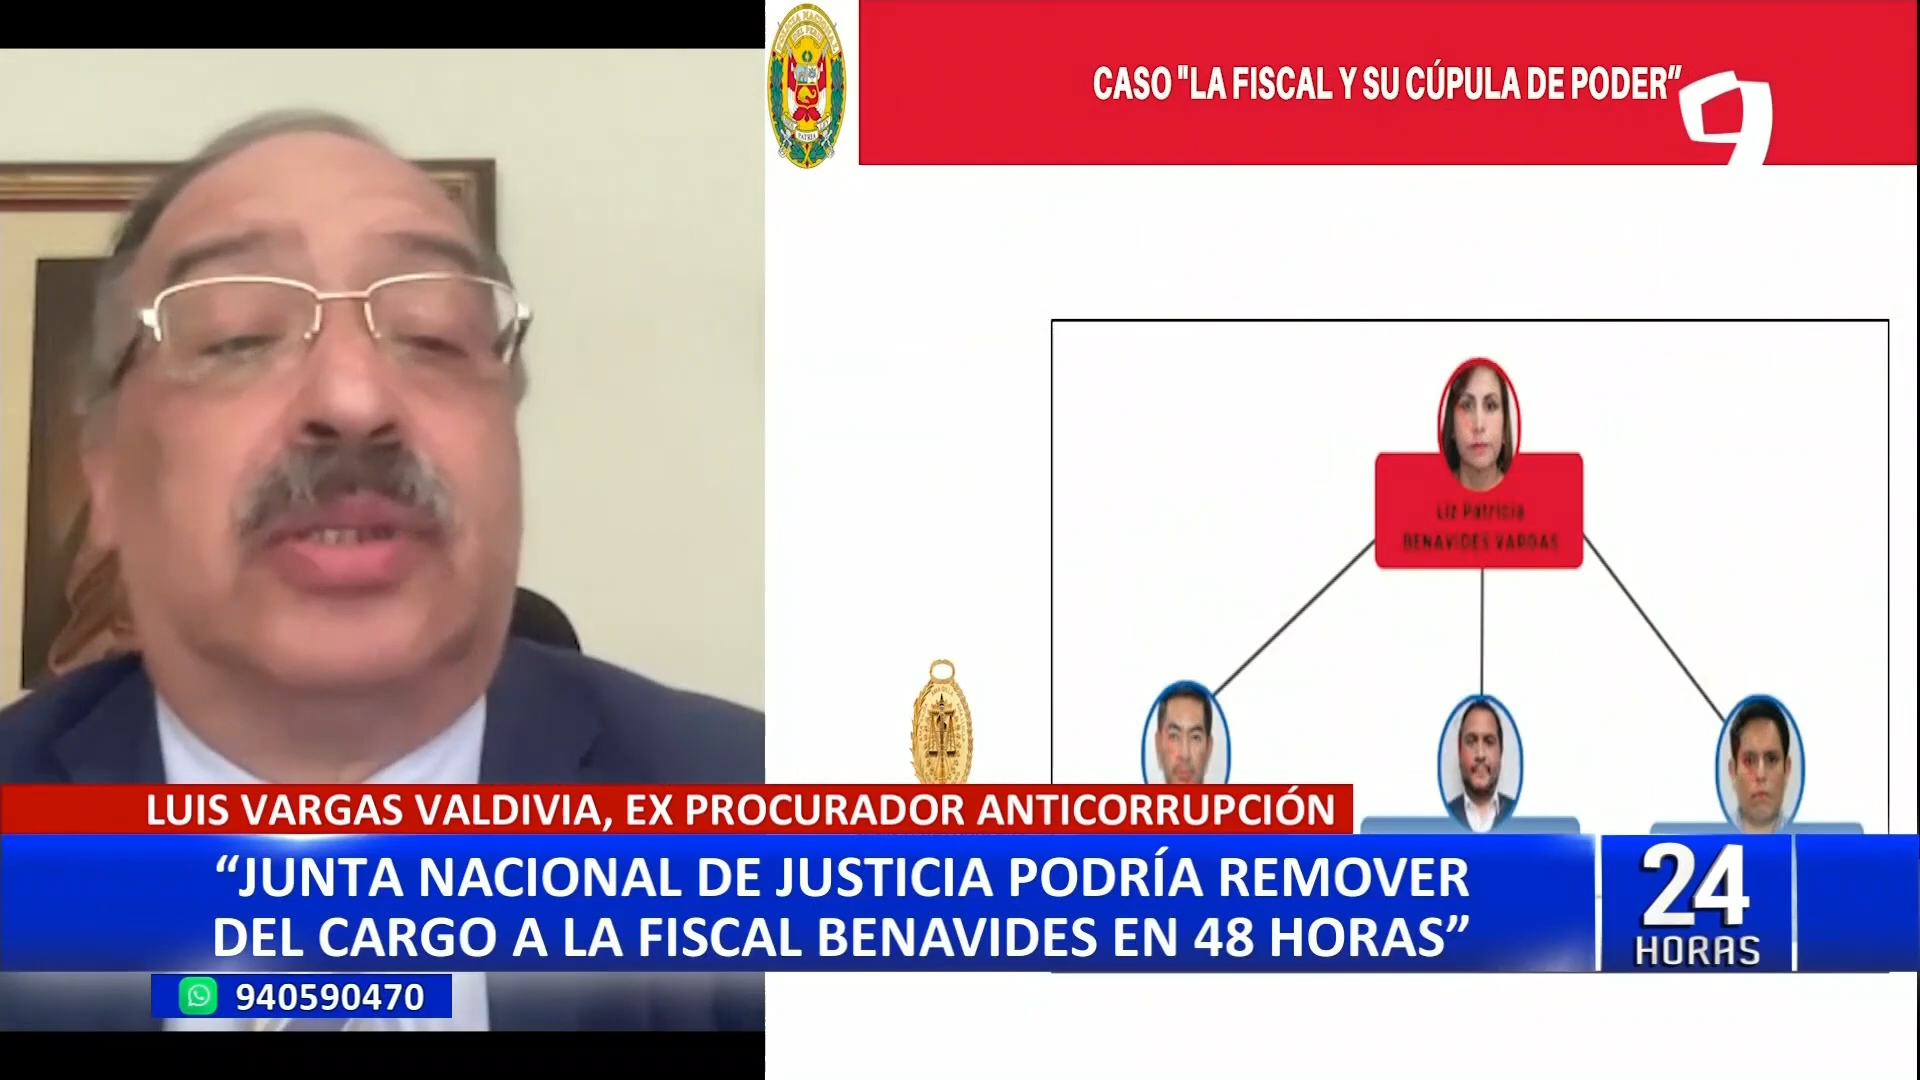 CASO "LA FISCAL Y SU CÚPULA DE PODER”
Liz Patricia
BENAVIDES VARGAS
LUIS VARGAS VALDIVIA, EX PROCURADOR ANTICORRUPCIÓN
“JUNTA NACIONAL DE JUSTICIA PODRÍA REMOVER
DEL CARGO A LA FISCAL BENAVIDES EN 48 HORAS”
24
HORAS
940590470